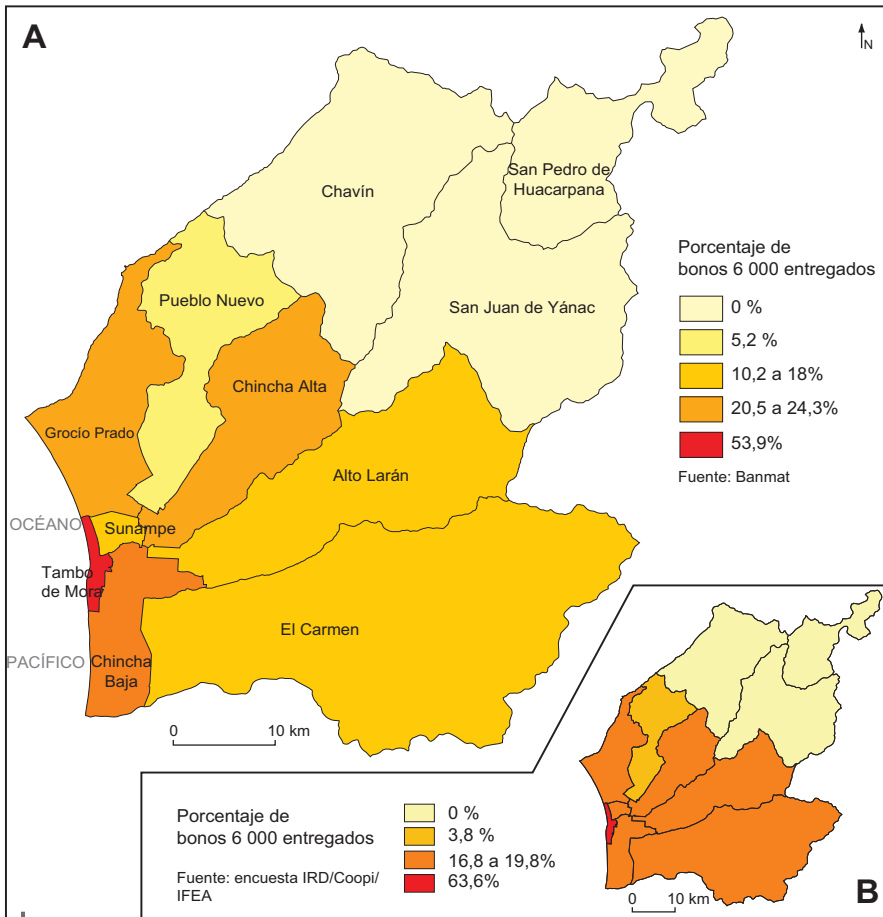 A
N
San Pedro de
Huacarpana
Chavín
Porcentaje de
bonos 6 000 entregados
0 %
5,2 %
10,2 a 18%
20,5 a 24,3%
53,9%
Fuente: Banmat
Pueblo Nuevo
San Juan de Yánac
Chincha Alta
Grocío Prado
Alto Larán
OCÉANO
Sunampe
Tambo
de Mora
El Carmen
PACÍFICO
Chincha
Baja
0 10 km
Porcentaje de
bonos 6 000 entregados
0 %
3,8 %
16,8 a 19,8%
63,6%
Fuente: encuesta IRD/Coopi/
IFEA
0 10 km
B